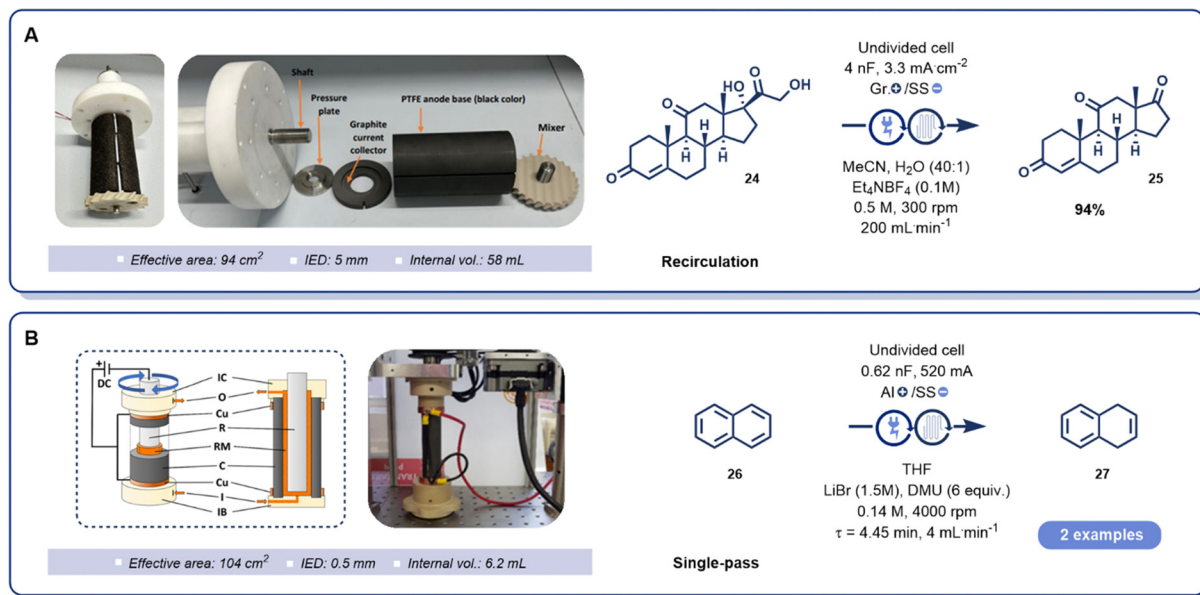 A
Shaft
Pressure
plate
Graphite
current
collector
PTFE anode base (black color)
Mixer
Effective area: 94 cm²
IED: 5 mm
Internal vol.: 58 mL
O
O
OH
O
OH
H
H
H
O
24
Undivided cell
4 nF, 3.3 mA·cm⁻²
Gr.+/SS−
MeCN, H₂O (40:1)
Et₄NBF₄ (0.1M)
0.5 M, 300 rpm
200 mL·min⁻¹
O
O
H
H
H
O
25
94%
Recirculation
B
+
DC
IC
O
Cu
R
RM
C
Cu
I
IB
Effective area: 104 cm²
IED: 0.5 mm
Internal vol.: 6.2 mL
26
Undivided cell
0.62 nF, 520 mA
Al+/SS−
THF
LiBr (1.5M), DMU (6 equiv.)
0.14 M, 4000 rpm
τ = 4.45 min, 4 mL·min⁻¹
27
2 examples
Single-pass